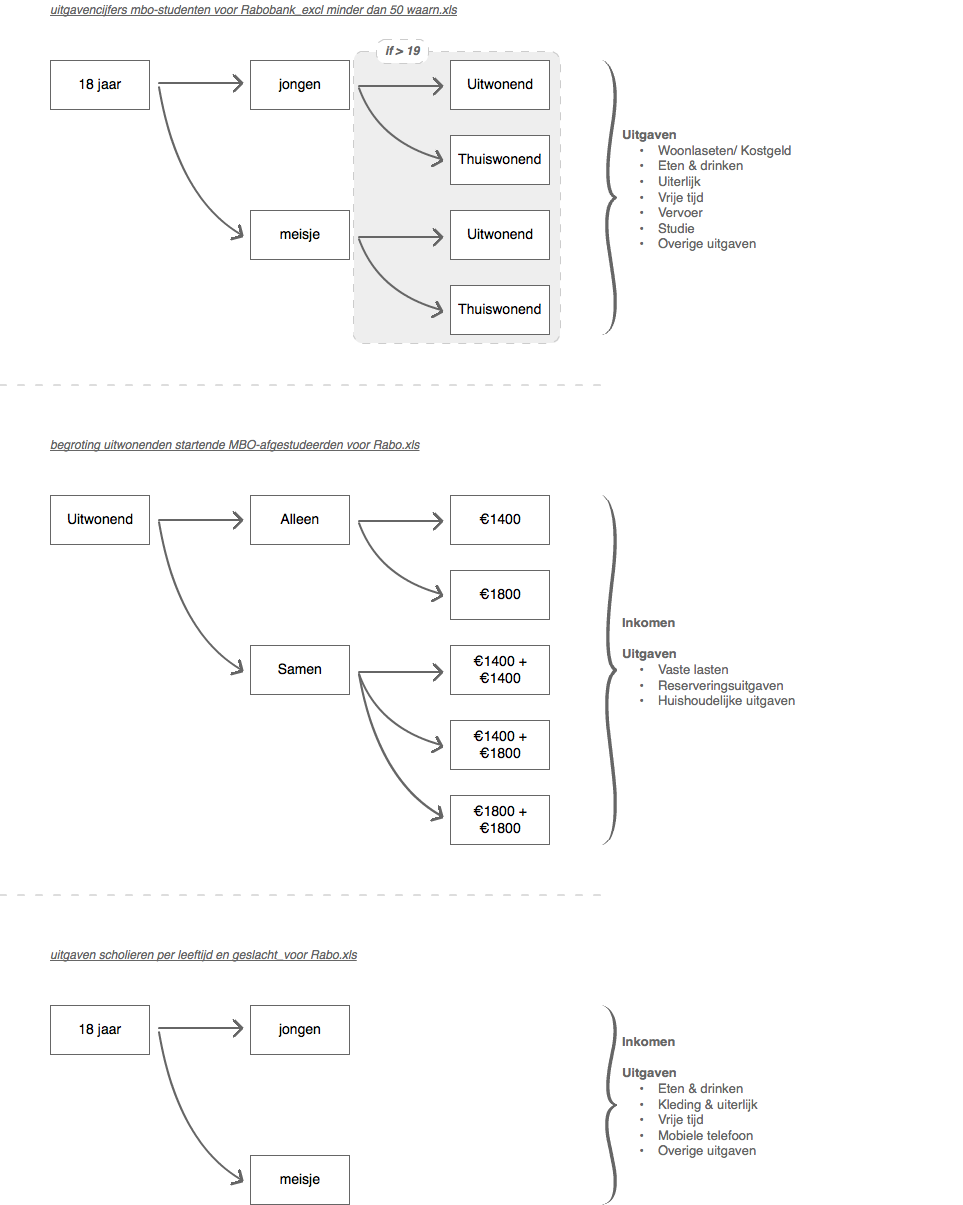 uitgavencijfers mbo-studenten voor Rabobank_excl minder dan 50 waarn.xls
if > 19
18 jaar
jongen
Uitwonend
Thuiswonend
meisje
Uitwonend
Thuiswonend
Uitgaven
• Woonlaseten/ Kostgeld
• Eten & drinken
• Uiterlijk
• Vrije tijd
• Vervoer
• Studie
• Overige uitgaven
begroting uitwonenden startende MBO-afgestudeerden voor Rabo.xls
Uitwonend
Alleen
€1400
€1800
Samen
€1400 +
€1400
€1400 +
€1800
€1800 +
€1800
Inkomen
Uitgaven
• Vaste lasten
• Reserveringsuitgaven
• Huishoudelijke uitgaven
uitgaven scholieren per leeftijd en geslacht_voor Rabo.xls
18 jaar
jongen
meisje
Inkomen
Uitgaven
• Eten & drinken
• Kleding & uiterlijk
• Vrije tijd
• Mobiele telefoon
• Overige uitgaven